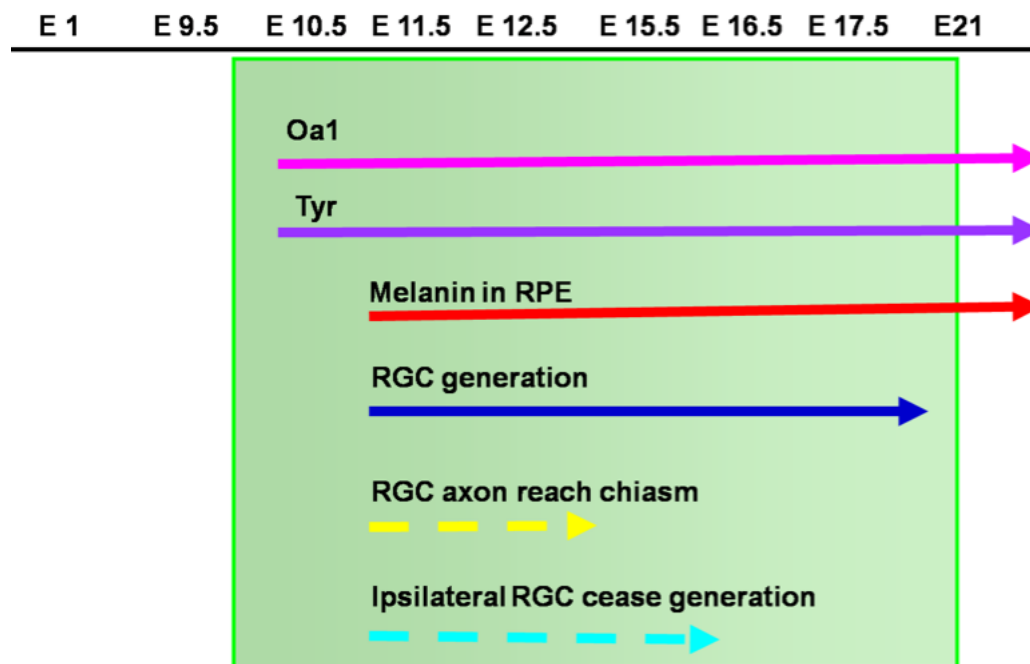 E 1 E 9.5 E 10.5 E 11.5 E 12.5 E 15.5 E 16.5 E 17.5 E21
Oa1
Tyr
Melanin in RPE
RGC generation
RGC axon reach chiasm
Ipsilateral RGC cease generation